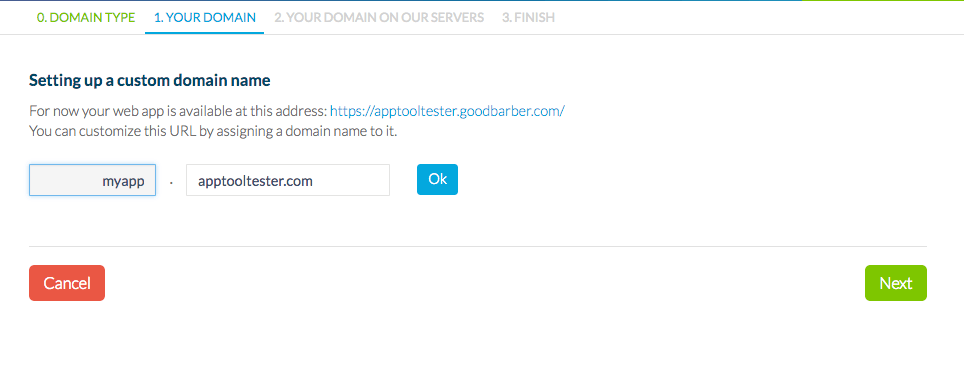 0. DOMAIN TYPE 1. YOUR DOMAIN 2. YOUR DOMAIN ON OUR SERVERS 3. FINISH
Setting up a custom domain name
For now your web app is available at this address: https://apptooltester.goodbarber.com/
You can customize this URL by assigning a domain name to it.
myapp . apptooltester.com Ok
Cancel Next